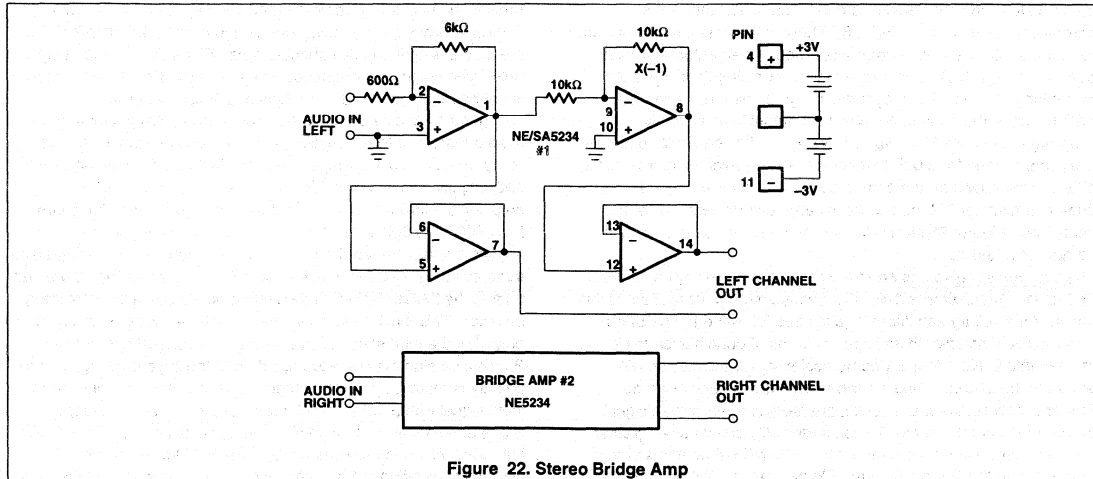 6kΩ
10kΩ
X(–1)
PIN
4
+
+3V
600Ω
10kΩ
2
–
1
9
–
8
3
+
10
+
AUDIO IN
LEFT
NE/SA5234
#1
11
–
–3V
6
–
7
5
+
13
–
14
12
+
LEFT CHANNEL
OUT
AUDIO IN
RIGHT
BRIDGE AMP #2
NE5234
RIGHT CHANNEL
OUT
Figure 22. Stereo Bridge Amp